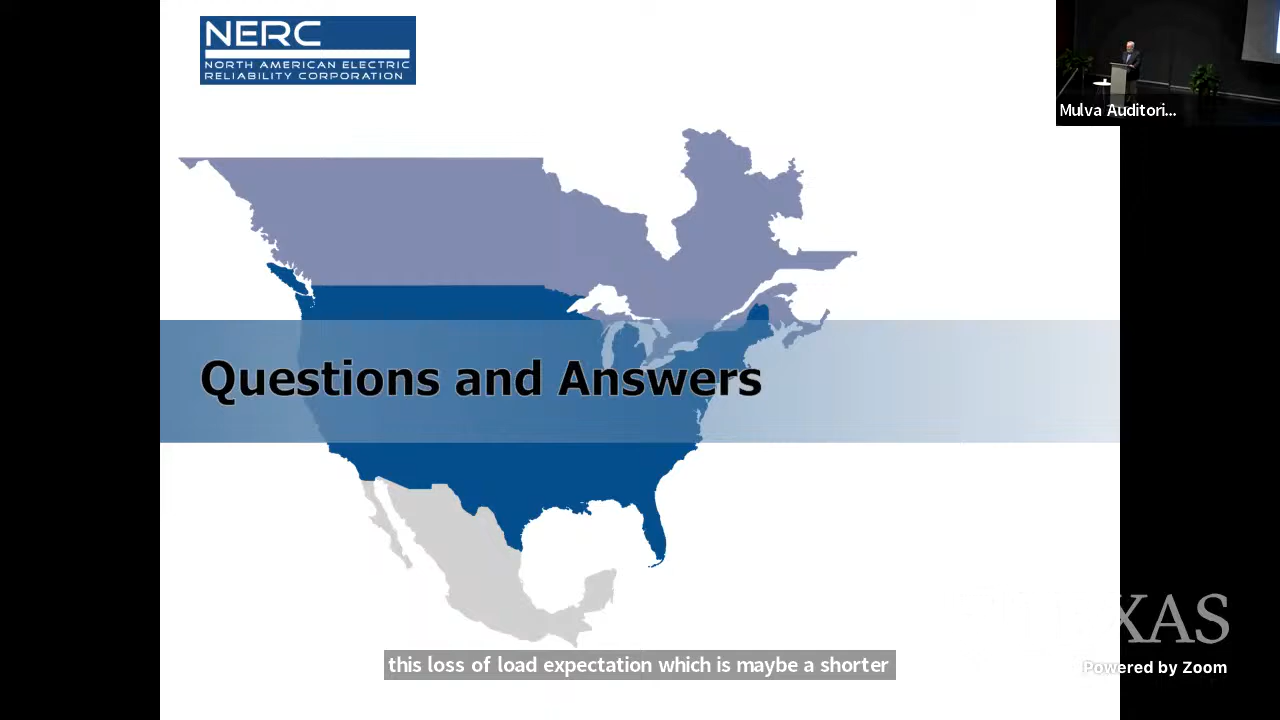 NERC
NORTH AMERICAN ELECTRIC
RELIABILITY CORPORATION
Mulva Auditori...
Questions and Answers
XAS
this loss of load expectation which is maybe a shorter
Powered by Zoom